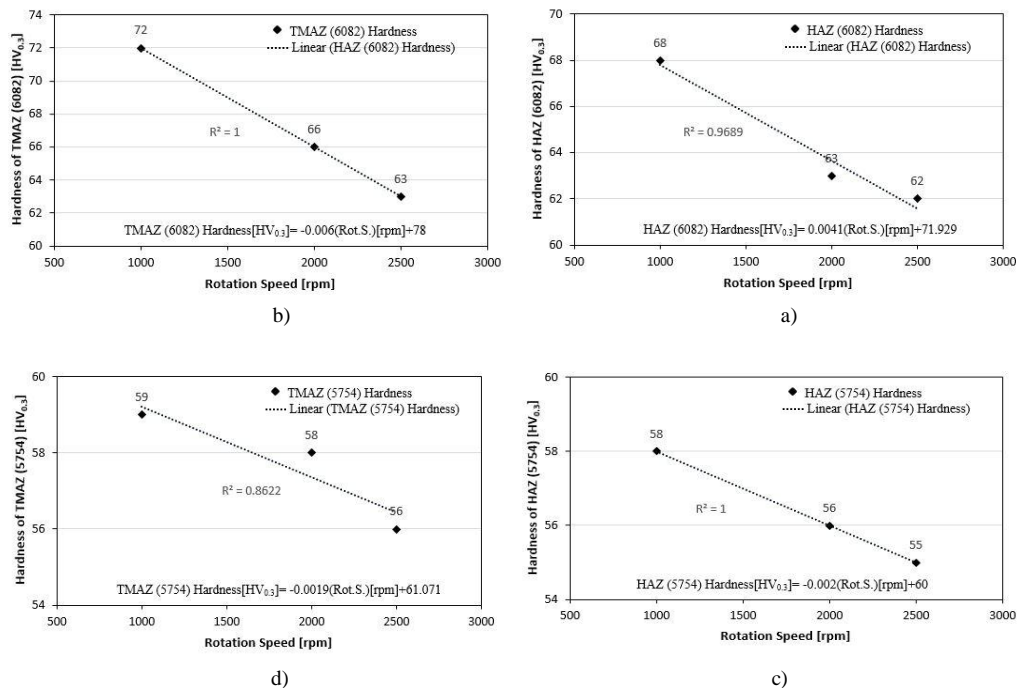 74
72
70
68
66
64
62
60
Hardness of TMAZ (6082) [HV0.3]
72
66
63
TMAZ (6082) Hardness
Linear (HAZ (6082) Hardness)
R² = 1
TMAZ (6082) Hardness[HV0.3]= -0.006(Rot.S.)[rpm]+78
500 1000 1500 2000 2500 3000
Rotation Speed [rpm]
b)
70
68
66
64
62
60
Hardness of HAZ (6082) [HV0.3]
68
63
62
HAZ (6082) Hardness
Linear (HAZ (6082) Hardness)
R² = 0.9689
HAZ (6082) Hardness[HV0.3]= 0.0041(Rot.S.)[rpm]+71.929
500 1000 1500 2000 2500 3000
Rotation Speed [rpm]
a)
60
58
56
54
Hardness of TMAZ (5754) [HV0.3]
59
58
56
TMAZ (5754) Hardness
Linear (TMAZ (5754) Hardness)
R² = 0.8622
TMAZ (5754) Hardness[HV0.3]= -0.0019(Rot.S.)[rpm]+61.071
500 1000 1500 2000 2500 3000
Rotation Speed [rpm]
d)
60
58
56
54
Hardness of HAZ (5754) [HV0.3]
58
56
55
HAZ (5754) Hardness
Linear (HAZ (5754) Hardness)
R² = 1
HAZ (5754) Hardness[HV0.3]= -0.002(Rot.S.)[rpm]+60
500 1000 1500 2000 2500 3000
Rotation Speed [rpm]
c)